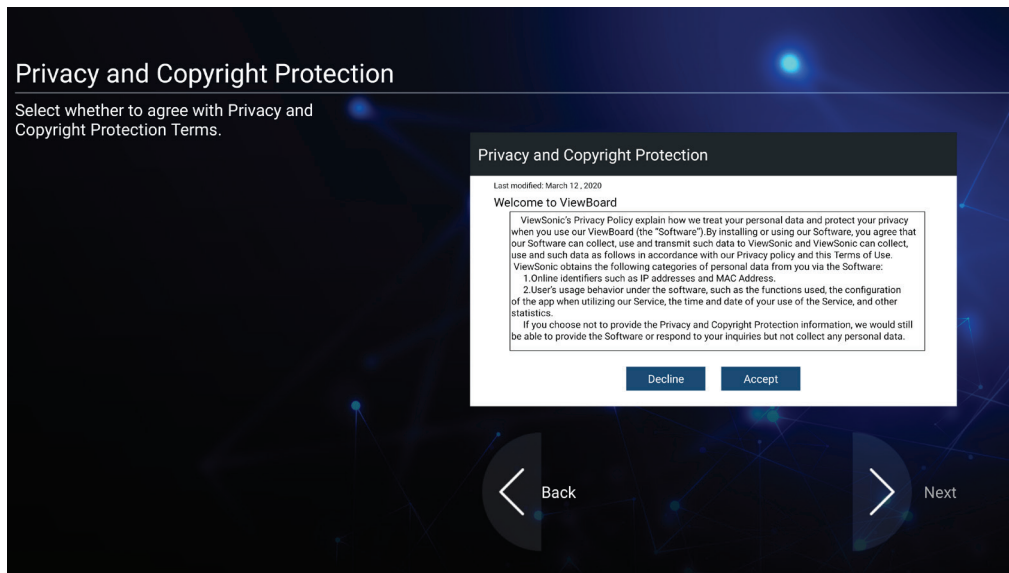 Privacy and Copyright Protection
Select whether to agree with Privacy and
Copyright Protection Terms.
Privacy and Copyright Protection
Last modified: March 12 , 2020
Welcome to ViewBoard
ViewSonic's Privacy Policy explain how we treat your personal data and protect your privacy
when you use our ViewBoard (the “Software”).By installing or using our Software, you agree that
our Software can collect, use and transmit such data to ViewSonic and ViewSonic can collect,
use and such data as follows in accordance with our Privacy policy and this Terms of Use.
ViewSonic obtains the following categories of personal data from you via the Software:
1.Online identifiers such as IP addresses and MAC Address.
2.User's usage behavior under the software, such as the functions used, the configuration
of the app when utilizing our Service, the time and date of your use of the Service, and other
statistics.
If you choose not to provide the Privacy and Copyright Protection information, we would still
be able to provide the Software or respond to your inquiries but not collect any personal data.
Decline
Accept
Back
Next